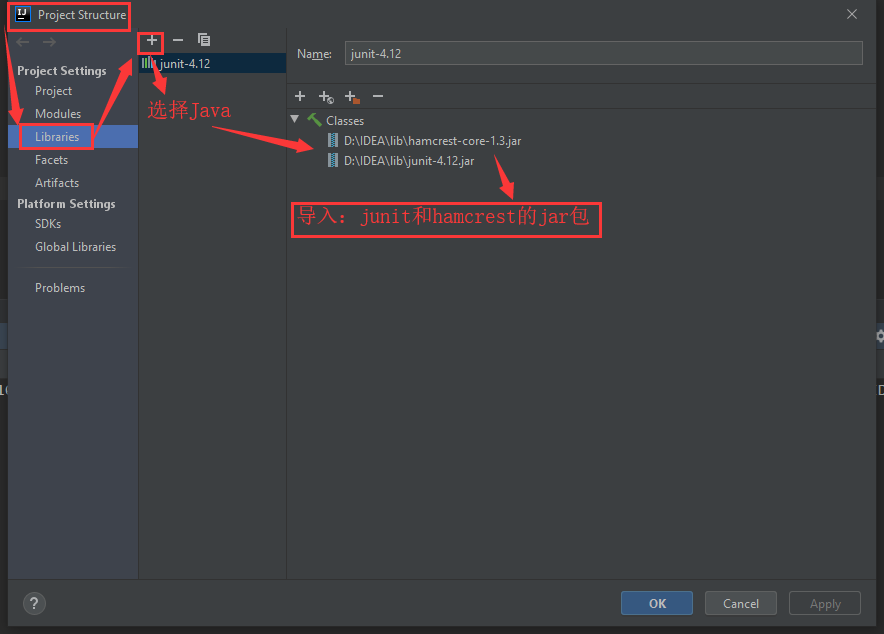 Project Structure
Project Settings
Project
Modules
Libraries
Facets
Artifacts
Platform Settings
SDKs
Global Libraries
Problems
junit-4.12
选择Java
Name:
junit-4.12
Classes
D:\IDEA\lib\hamcrest-core-1.3.jar
D:\IDEA\lib\junit-4.12.jar
导入：junit和hamcrest的jar包
?
OK
Cancel
Apply